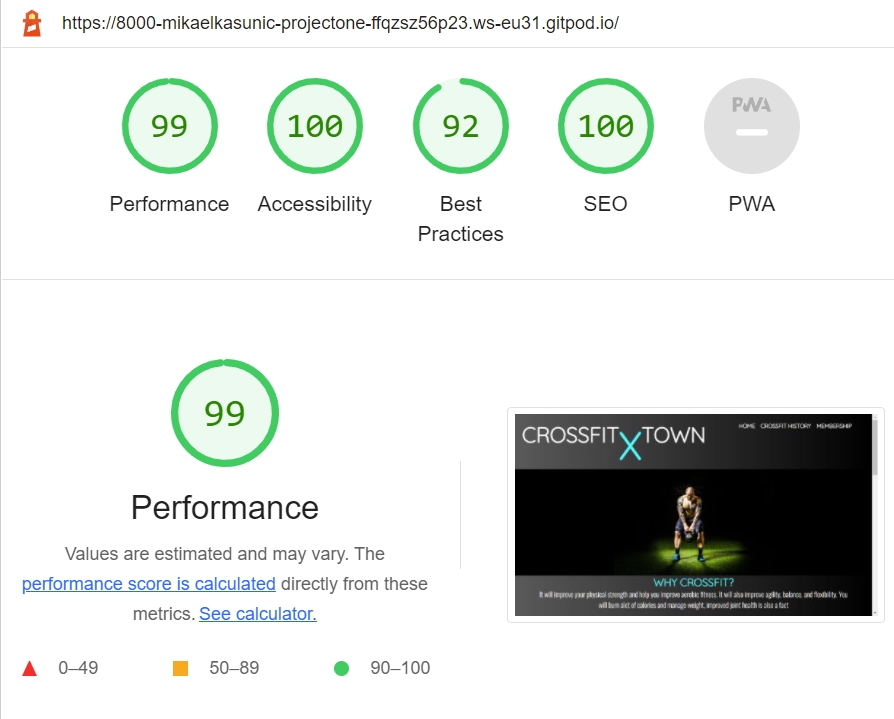 https://8000-mikaelkasunic-projectone-ffqzsz56p23.ws-eu31.gitpod.io/
99
100
92
100
PWA
Performance
Accessibility
Best
Practices
SEO
PWA
99
Performance
Values are estimated and may vary. The
performance score is calculated directly from these
metrics. See calculator.
0–49
50–89
90–100
CROSSFIT X TOWN
HOME CROSSFIT HISTORY MEMBERSHIP
WHY CROSSFIT?
It will improve your physical strength and help you improve aerobic fitness. It will also improve agility, balance, and flexibility. You
will burn alot of calories and manage weight, improved joint health is also a fact